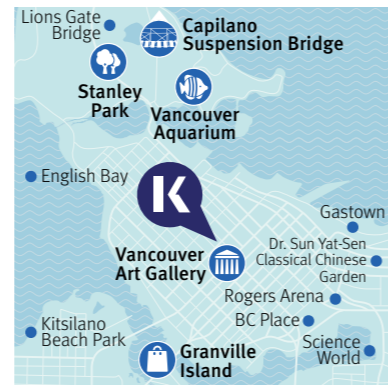 Lions Gate
Bridge
Capilano
Suspension Bridge
Stanley
Park
Vancouver
Aquarium
English Bay
K
Gastown
Vancouver
Art Gallery
Dr. Sun Yat-Sen
Classical Chinese
Garden
Rogers Arena
BC Place
Kitsilano
Beach Park
Granville
Island
Science
World